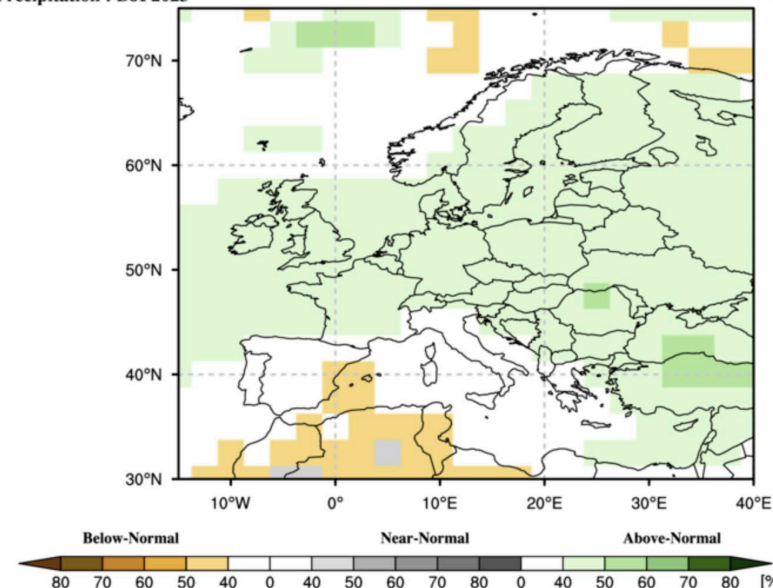 70°N
60°N
50°N
40°N
30°N
10°W 0° 10°E 20°E 30°E 40°E
Below-Normal Near-Normal Above-Normal
80 70 60 50 40 0 40 50 60 70 80 0 40 50 60 70 80